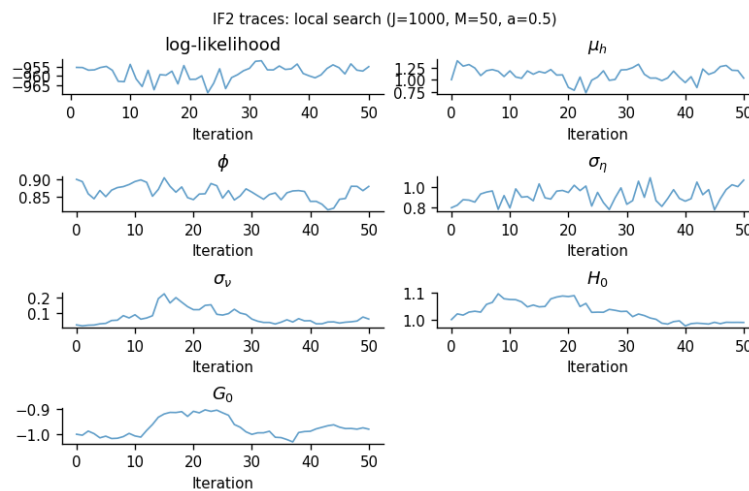 IF2 traces: local search (J=1000, M=50, a=0.5)
log-likelihood
−955
−960
−965
0 10 20 30 40 50
Iteration
μh
1.25
1.00
0.75
0 10 20 30 40 50
Iteration
ϕ
0.90
0.85
0 10 20 30 40 50
Iteration
ση
1.0
0.8
0 10 20 30 40 50
Iteration
σν
0.2
0.1
0 10 20 30 40 50
Iteration
H0
1.1
1.0
0 10 20 30 40 50
Iteration
G0
−0.9
−1.0
0 10 20 30 40 50
Iteration